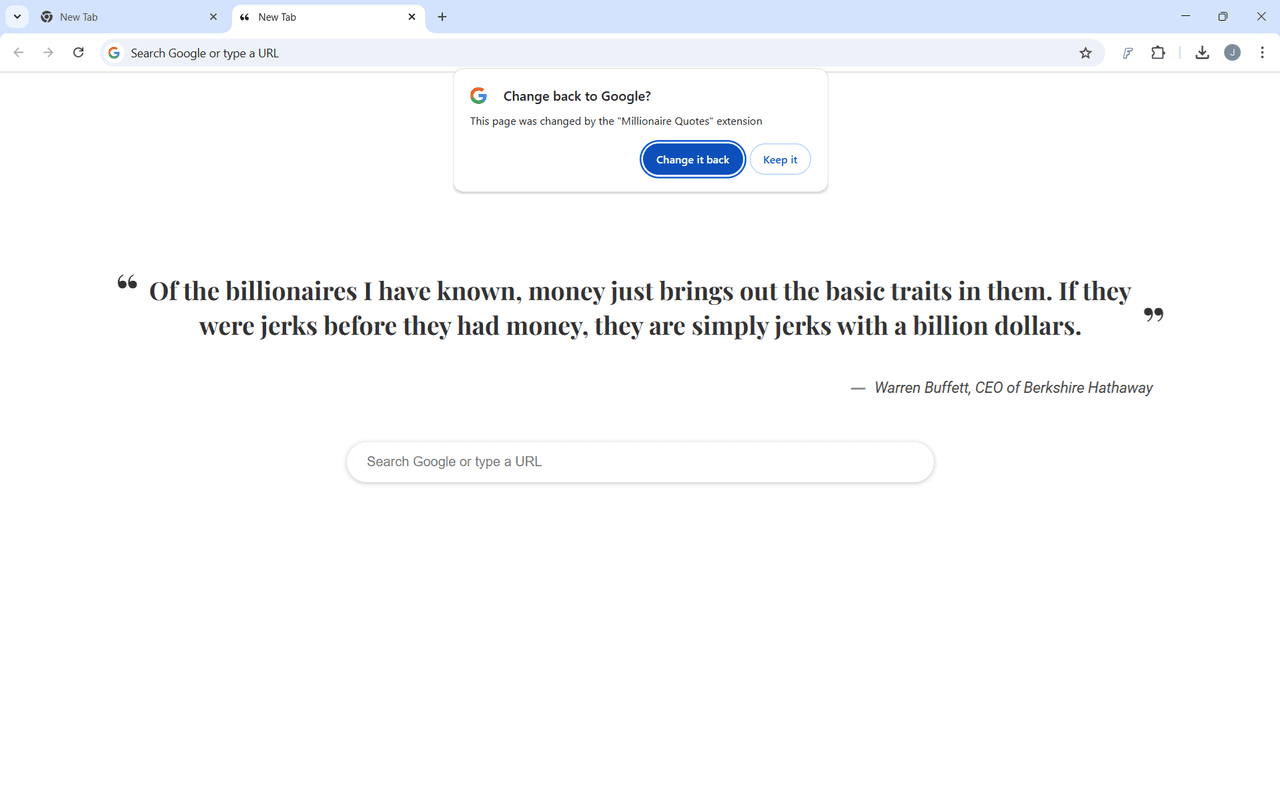 New Tab
New Tab
Search Google or type a URL
J
Change back to Google?
This page was changed by the "Millionaire Quotes" extension
Change it back
Keep it
“ Of the billionaires I have known, money just brings out the basic traits in them. If they
were jerks before they had money, they are simply jerks with a billion dollars. ”
— Warren Buffett, CEO of Berkshire Hathaway
Search Google or type a URL